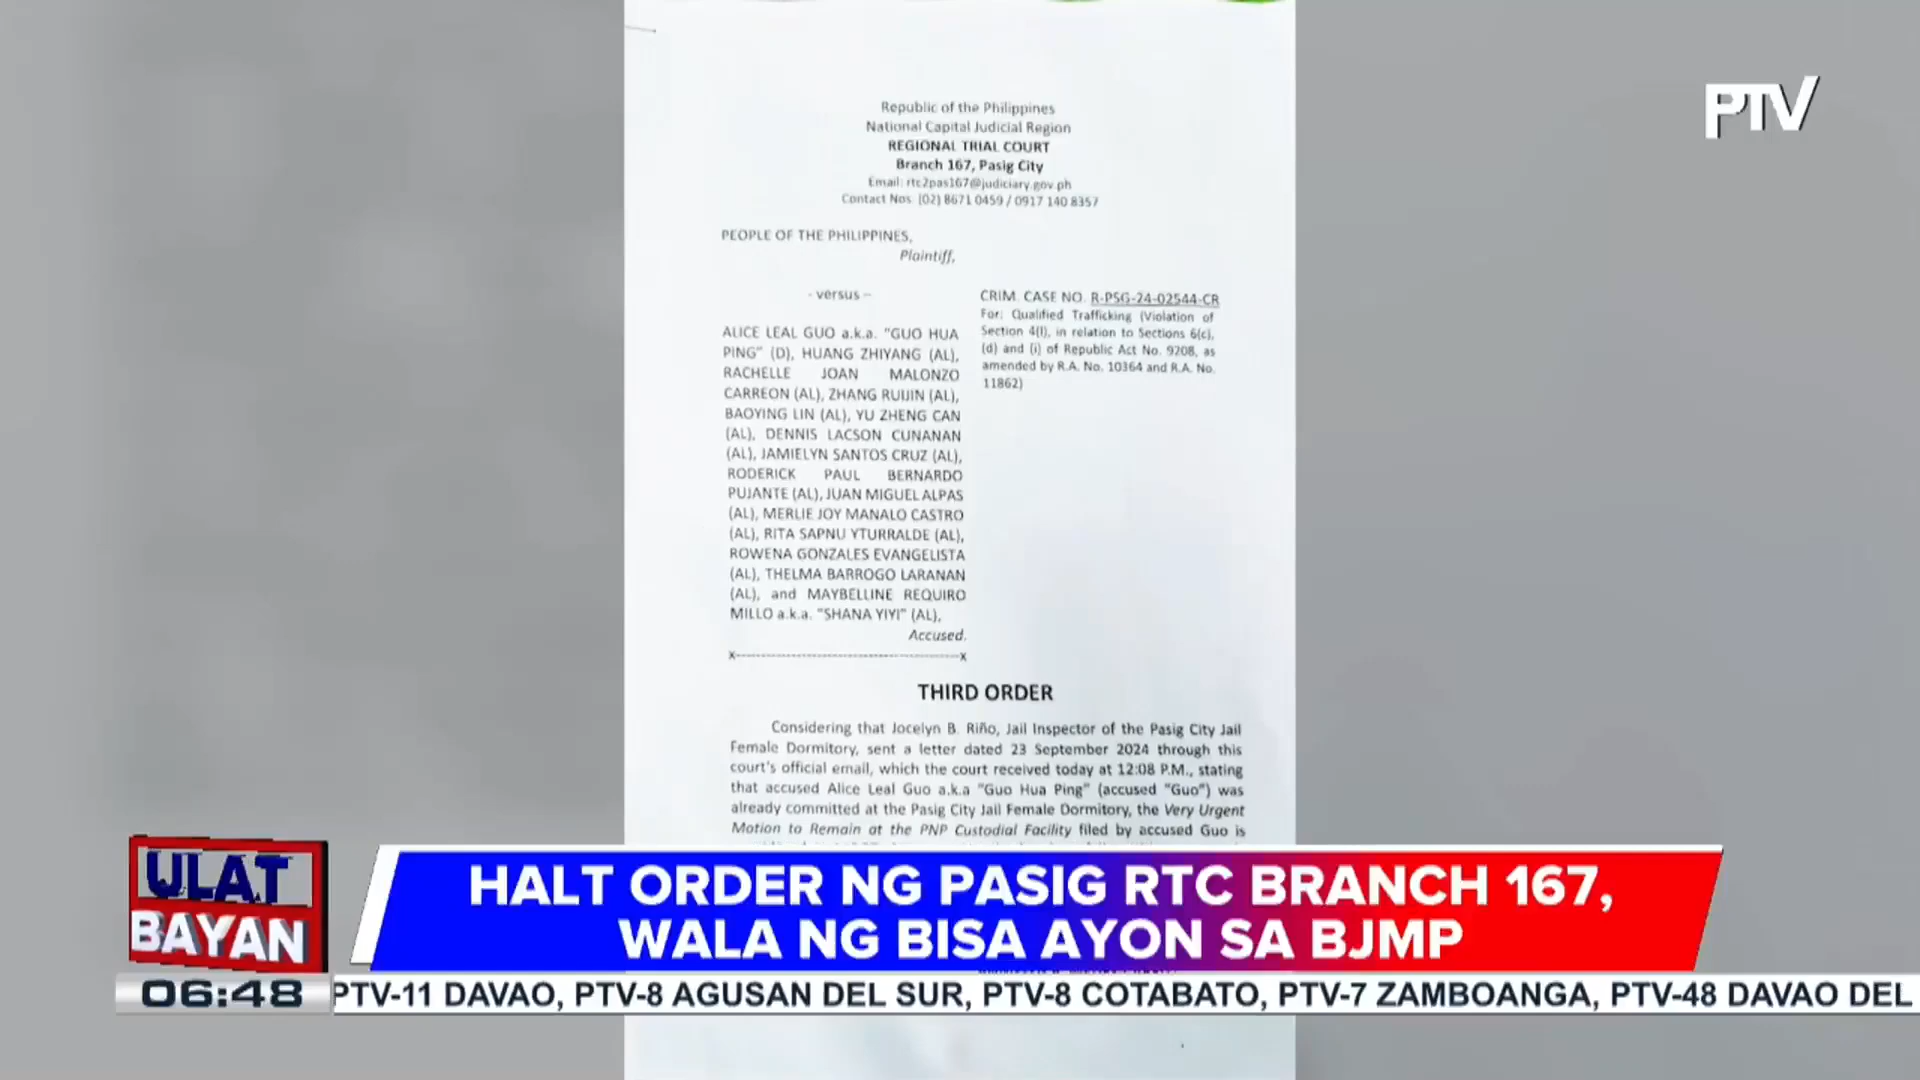 PTV
Republic of the Philippines
National Capital Judicial Region
REGIONAL TRIAL COURT
Branch 167, Pasig City
Email: rtc2pas167@judiciary.gov.ph
Contact Nos. (02) 8671 0459 / 0917 140 8357
PEOPLE OF THE PHILIPPINES,
Plaintiff,
- versus –
ALICE LEAL GUO a.k.a. "GUO HUA
PING" (D), HUANG ZHIYANG (AL),
RACHELLE JOAN MALONZO
CARREON (AL), ZHANG RUIJIN (AL),
BAOYING LIN (AL), YU ZHENG CAN
(AL), DENNIS LACSON CUNANAN
(AL), JAMIELYN SANTOS CRUZ (AL),
RODERICK PAUL BERNARDO
PUJANTE (AL), JUAN MIGUEL ALPAS
(AL), MERLIE JOY MANALO CASTRO
(AL), RITA SAPNU YTURRALDE (AL),
ROWENA GONZALES EVANGELISTA
(AL), THELMA BARROGO LARANAN
(AL), and MAYBELLINE REQUIRO
MILLO a.k.a. "SHANA YIYI" (AL),
Accused.
x-----------------------------------x
CRIM. CASE NO. R-PSG-24-02544-CR
For: Qualified Trafficking (Violation of
Section 4(l), in relation to Sections 6(c),
(d) and (i) of Republic Act No. 9208, as
amended by R.A. No. 10364 and R.A. No.
11862)
THIRD ORDER
Considering that Jocelyn B. Riño, Jail Inspector of the Pasig City Jail
Female Dormitory, sent a letter dated 23 September 2024 through this
court's official email, which the court received today at 12:08 P.M., stating
that accused Alice Leal Guo a.k.a "Guo Hua Ping" (accused "Guo") was
already committed at the Pasig City Jail Female Dormitory, the Very Urgent
Motion to Remain at the PNP Custodial Facility filed by accused Guo is
HALT ORDER NG PASIG RTC BRANCH 167,
WALA NG BISA AYON SA BJMP
ULAT
BAYAN
06:48
PTV-11 DAVAO, PTV-8 AGUSAN DEL SUR, PTV-8 COTABATO, PTV-7 ZAMBOANGA, PTV-48 DAVAO DEL